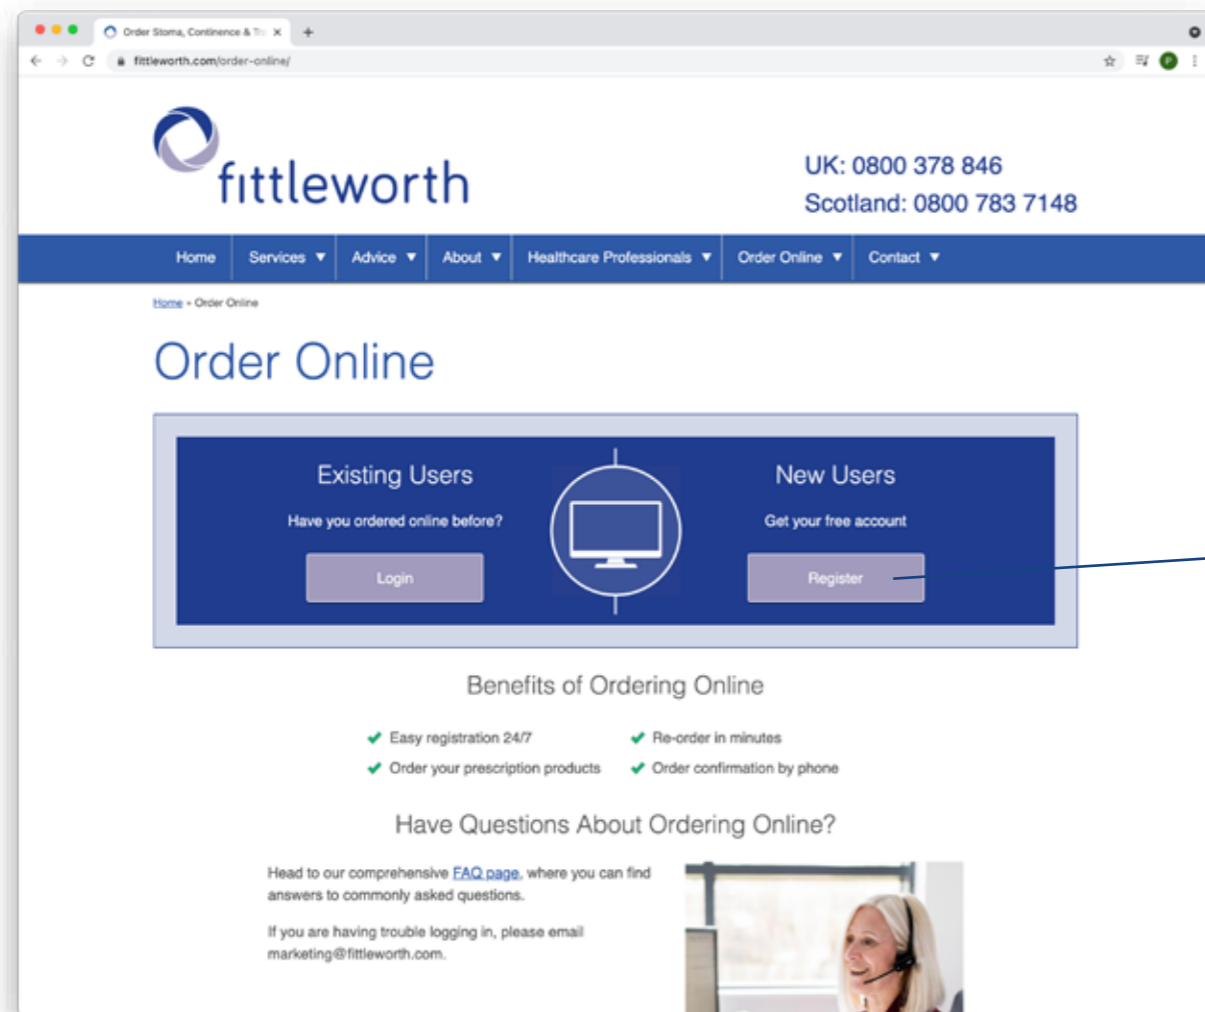 Order Stoma, Continence & Tr
fittleworth.com/order-online/
P
fittleworth
UK: 0800 378 846
Scotland: 0800 783 7148
Home Services ▼ Advice ▼ About ▼ Healthcare Professionals ▼ Order Online ▼ Contact ▼
Home » Order Online
Order Online
Existing Users
Have you ordered online before?
Login
New Users
Get your free account
Register
Benefits of Ordering Online
✔ Easy registration 24/7
✔ Re-order in minutes
✔ Order your prescription products
✔ Order confirmation by phone
Have Questions About Ordering Online?
Head to our comprehensive FAQ page, where you can find
answers to commonly asked questions.
If you are having trouble logging in, please email
marketing@fittleworth.com.